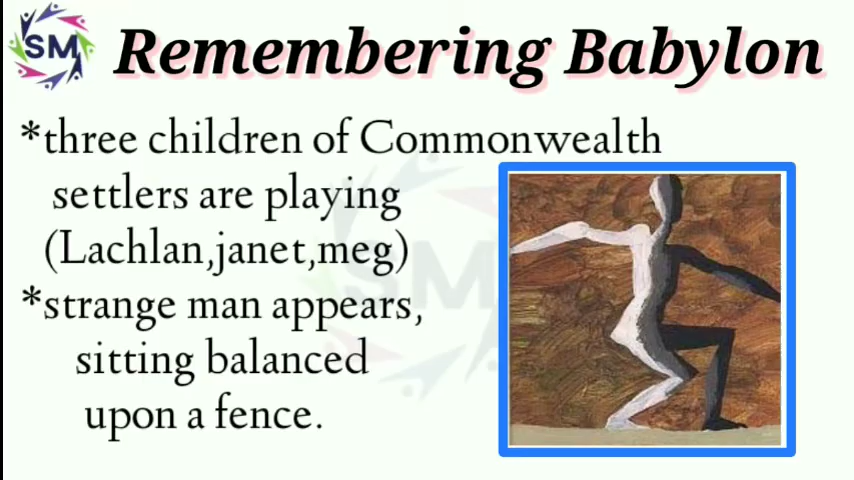 SM
Remembering Babylon
*three children of Commonwealth
settlers are playing
(Lachlan,janet,meg)
*strange man appears,
sitting balanced
upon a fence.
SM